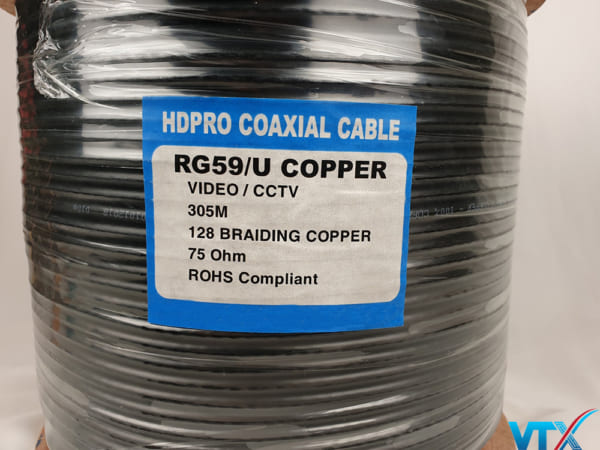 HDPRO COAXIAL CABLE
RG59/U COPPER
VIDEO / CCTV
305M
128 BRAIDING COPPER
75 Ohm
ROHS Compliant
VTX